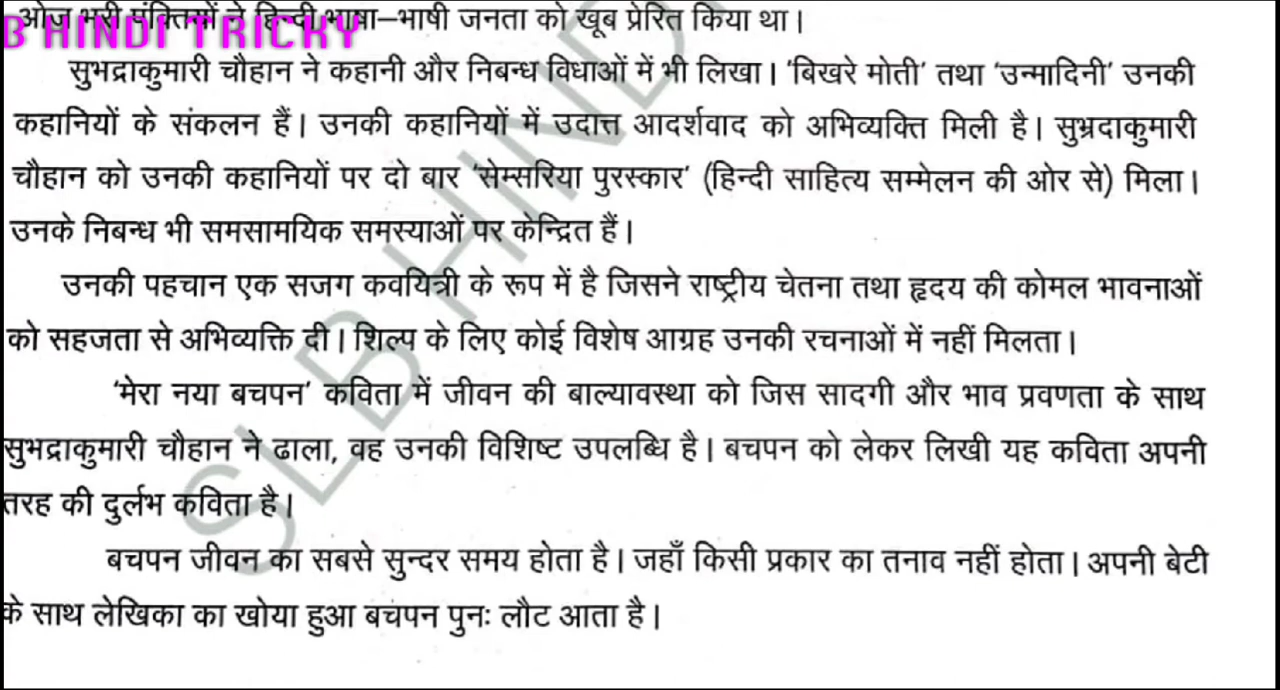 B HINDI TRICKY
ओज भरी पंक्तियों ने हिन्दी भाषा–भाषी जनता को खूब प्रेरित किया था।
सुभद्राकुमारी चौहान ने कहानी और निबन्ध विधाओं में भी लिखा। 'बिखरे मोती' तथा 'उन्मादिनी' उनकी
कहानियों के संकलन हैं। उनकी कहानियों में उदात्त आदर्शवाद को अभिव्यक्ति मिली है। सुभ्रदाकुमारी
चौहान को उनकी कहानियों पर दो बार 'सेम्सरिया पुरस्कार' (हिन्दी साहित्य सम्मेलन की ओर से) मिला।
उनके निबन्ध भी समसामयिक समस्याओं पर केन्द्रित हैं।
उनकी पहचान एक सजग कवयित्री के रूप में है जिसने राष्ट्रीय चेतना तथा हृदय की कोमल भावनाओं
को सहजता से अभिव्यक्ति दी। शिल्प के लिए कोई विशेष आग्रह उनकी रचनाओं में नहीं मिलता।
'मेरा नया बचपन' कविता में जीवन की बाल्यावस्था को जिस सादगी और भाव प्रवणता के साथ
सुभद्राकुमारी चौहान ने ढाला, वह उनकी विशिष्ट उपलब्धि है। बचपन को लेकर लिखी यह कविता अपनी
तरह की दुर्लभ कविता है।
बचपन जीवन का सबसे सुन्दर समय होता है। जहाँ किसी प्रकार का तनाव नहीं होता। अपनी बेटी
के साथ लेखिका का खोया हुआ बचपन पुनः लौट आता है।
SLB HIND